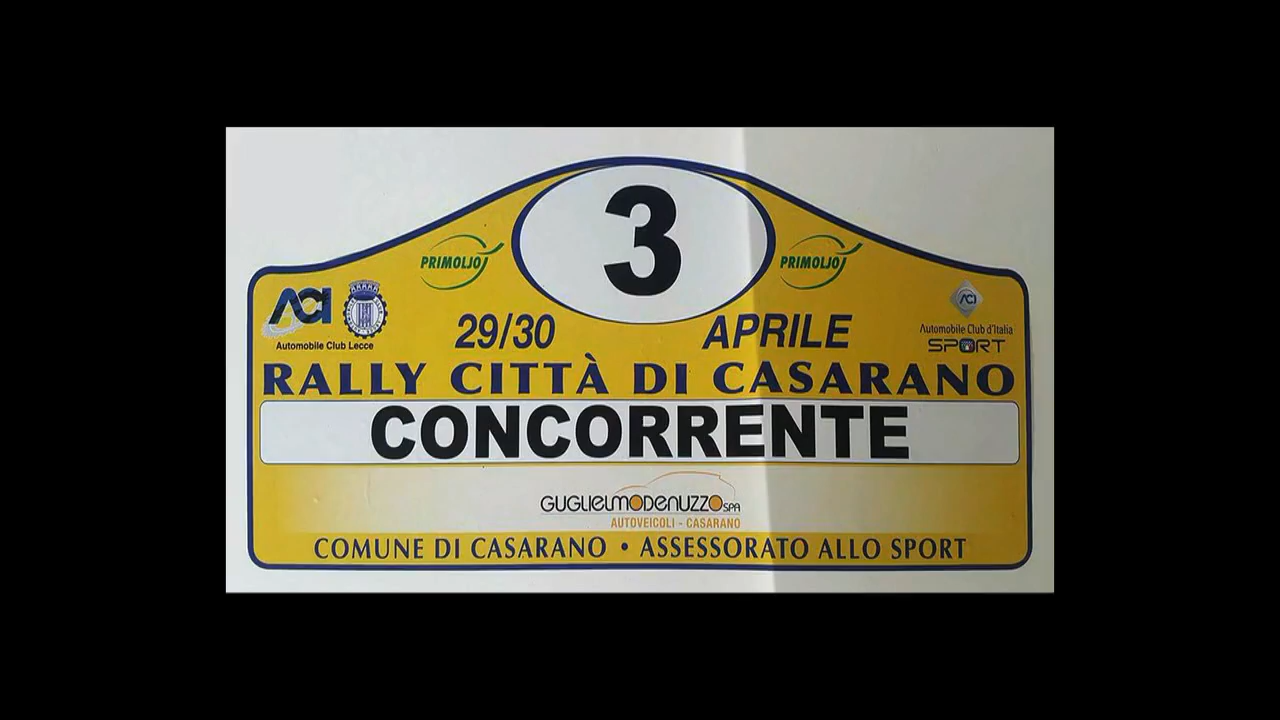 3
PRIMOLJO
PRIMOLJO
ACI
Automobile Club Lecce
29/30 APRILE
ACI
Automobile Club d'Italia
SPORT
RALLY CITTÀ DI CASARANO
CONCORRENTE
GUGLIELMODENUZZO SPA
AUTOVEICOLI - CASARANO
COMUNE DI CASARANO • ASSESSORATO ALLO SPORT